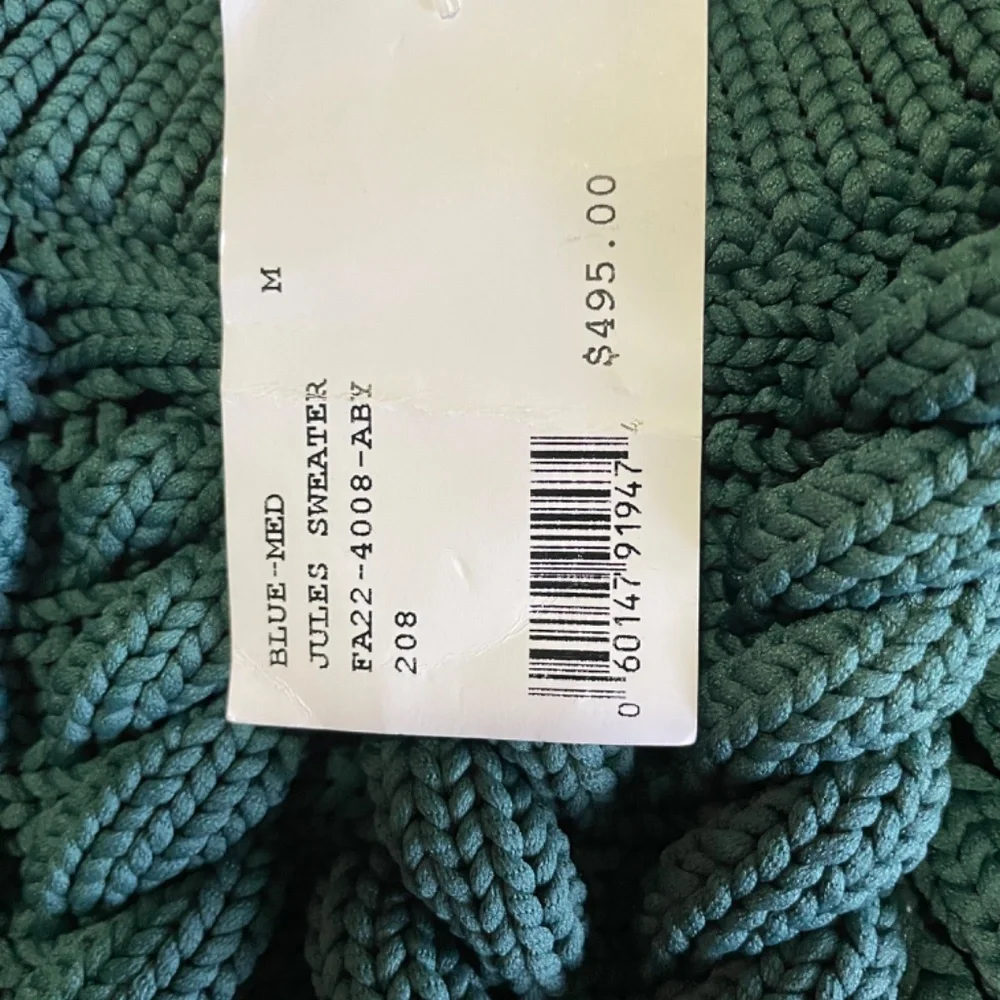 BLUE--MED M
JULES SWEATER
FA22-4008-ABY
208
$495.00
0 60147 91947 4